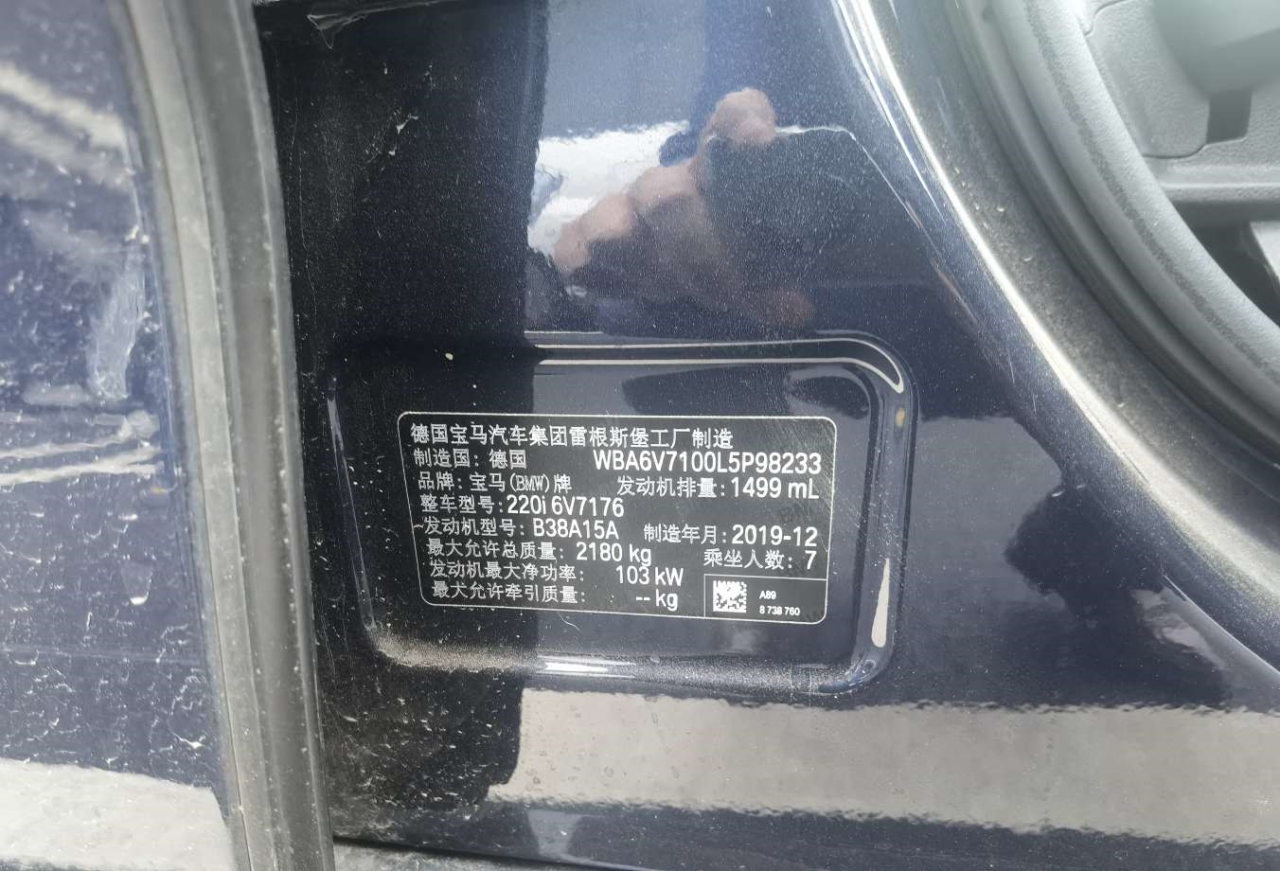 德国宝马汽车集团雷根斯堡工厂制造
制造国: 德国 WBA6V7100L5P98233
品牌: 宝马(BMW)牌 发动机排量: 1499 mL
整车型号: 220i 6V7176
发动机型号: B38A15A 制造年月: 2019-12
最大允许总质量: 2180 kg 乘坐人数: 7
发动机最大净功率: 103 kW
最大允许牵引质量: -- kg
A89
8 738 760